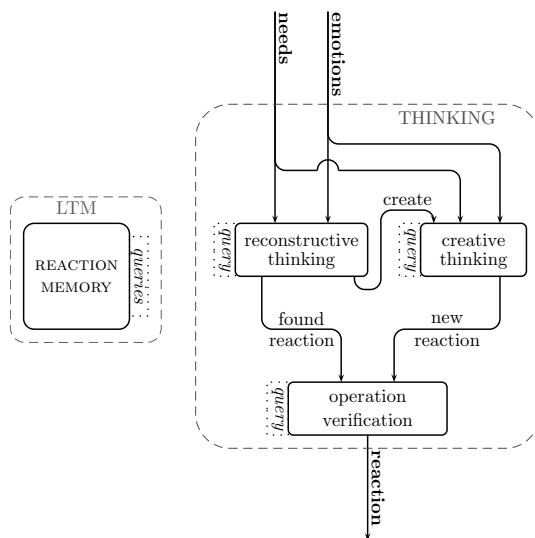 needs
emotions
THINKING
create
LTM
REACTION
MEMORY
queries
query
reconstructive
thinking
query
creative
thinking
found
reaction
new
reaction
query
operation
verification
reaction